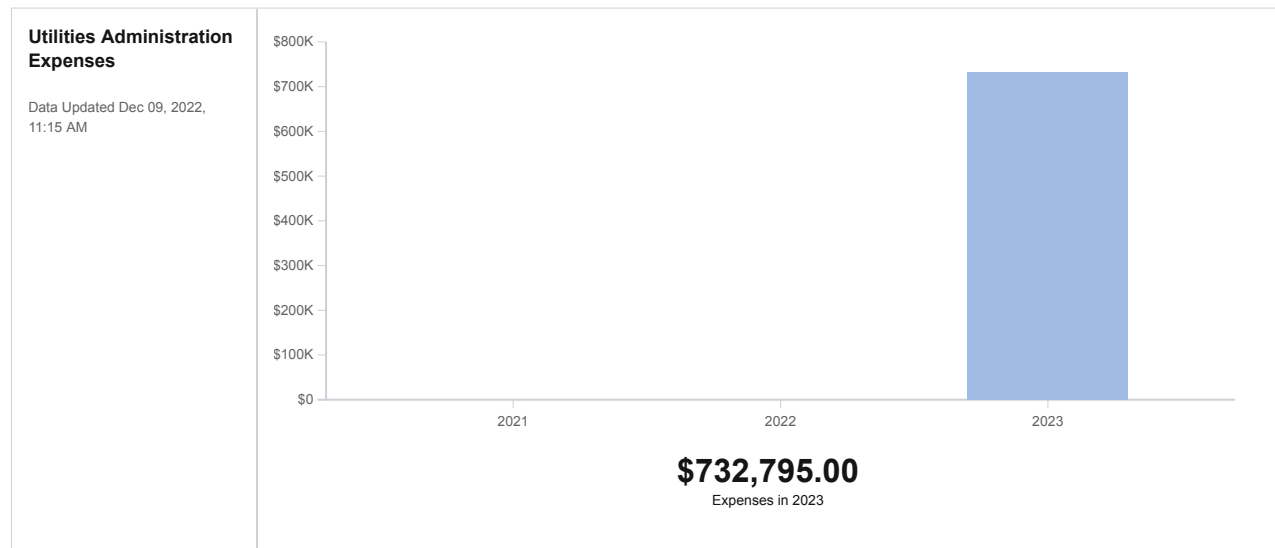 Utilities Administration
Expenses
Data Updated Dec 09, 2022,
11:15 AM
$800K
$700K
$600K
$500K
$400K
$300K
$200K
$100K
$0
2021
2022
2023
$732,795.00
Expenses in 2023